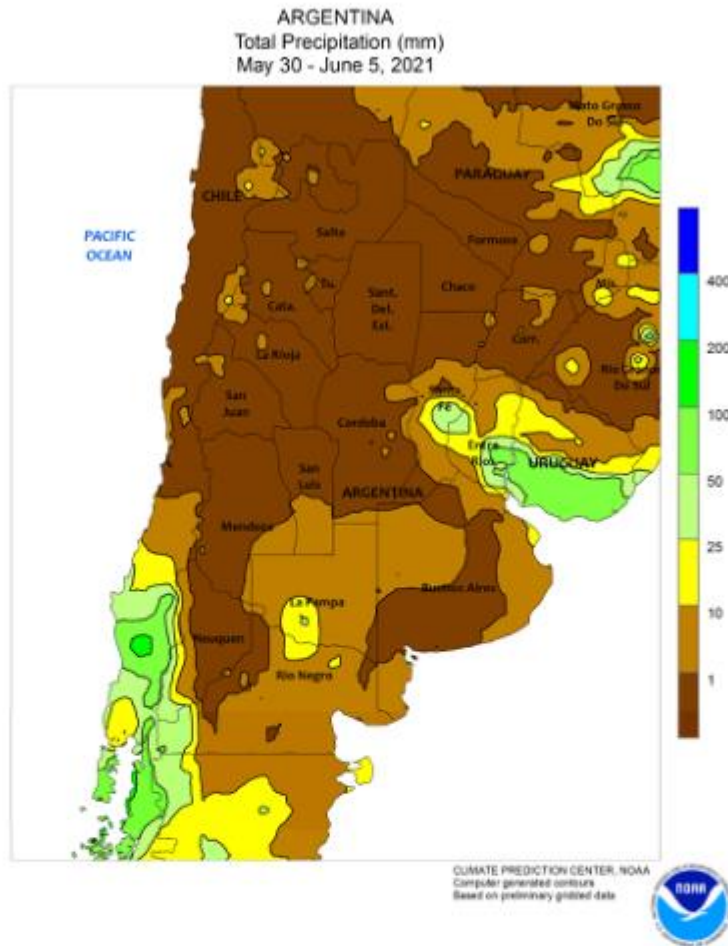 ARGENTINA
Total Precipitation (mm)
May 30 - June 5, 2021
Mato Grosso
Do Sul
PARAGUAY
CHILE
PACIFIC
OCEAN
Salta
Formosa
Tu.
Chaco
Mis.
Cata.
Sant.
Del.
Est.
Corr.
La Rioja
Rio Grande
Do Sul
San
Juan
Santa
Fe
Cordoba
Entre
Rios
URUGUAY
San
Luis
ARGENTINA
Mendoza
La Pampa
Buenos Aires
Neuquen
Rio Negro
400
200
100
50
25
10
1
CLIMATE PREDICTION CENTER, NOAA
Computer generated contours
Based on preliminary gridded data
NOAA